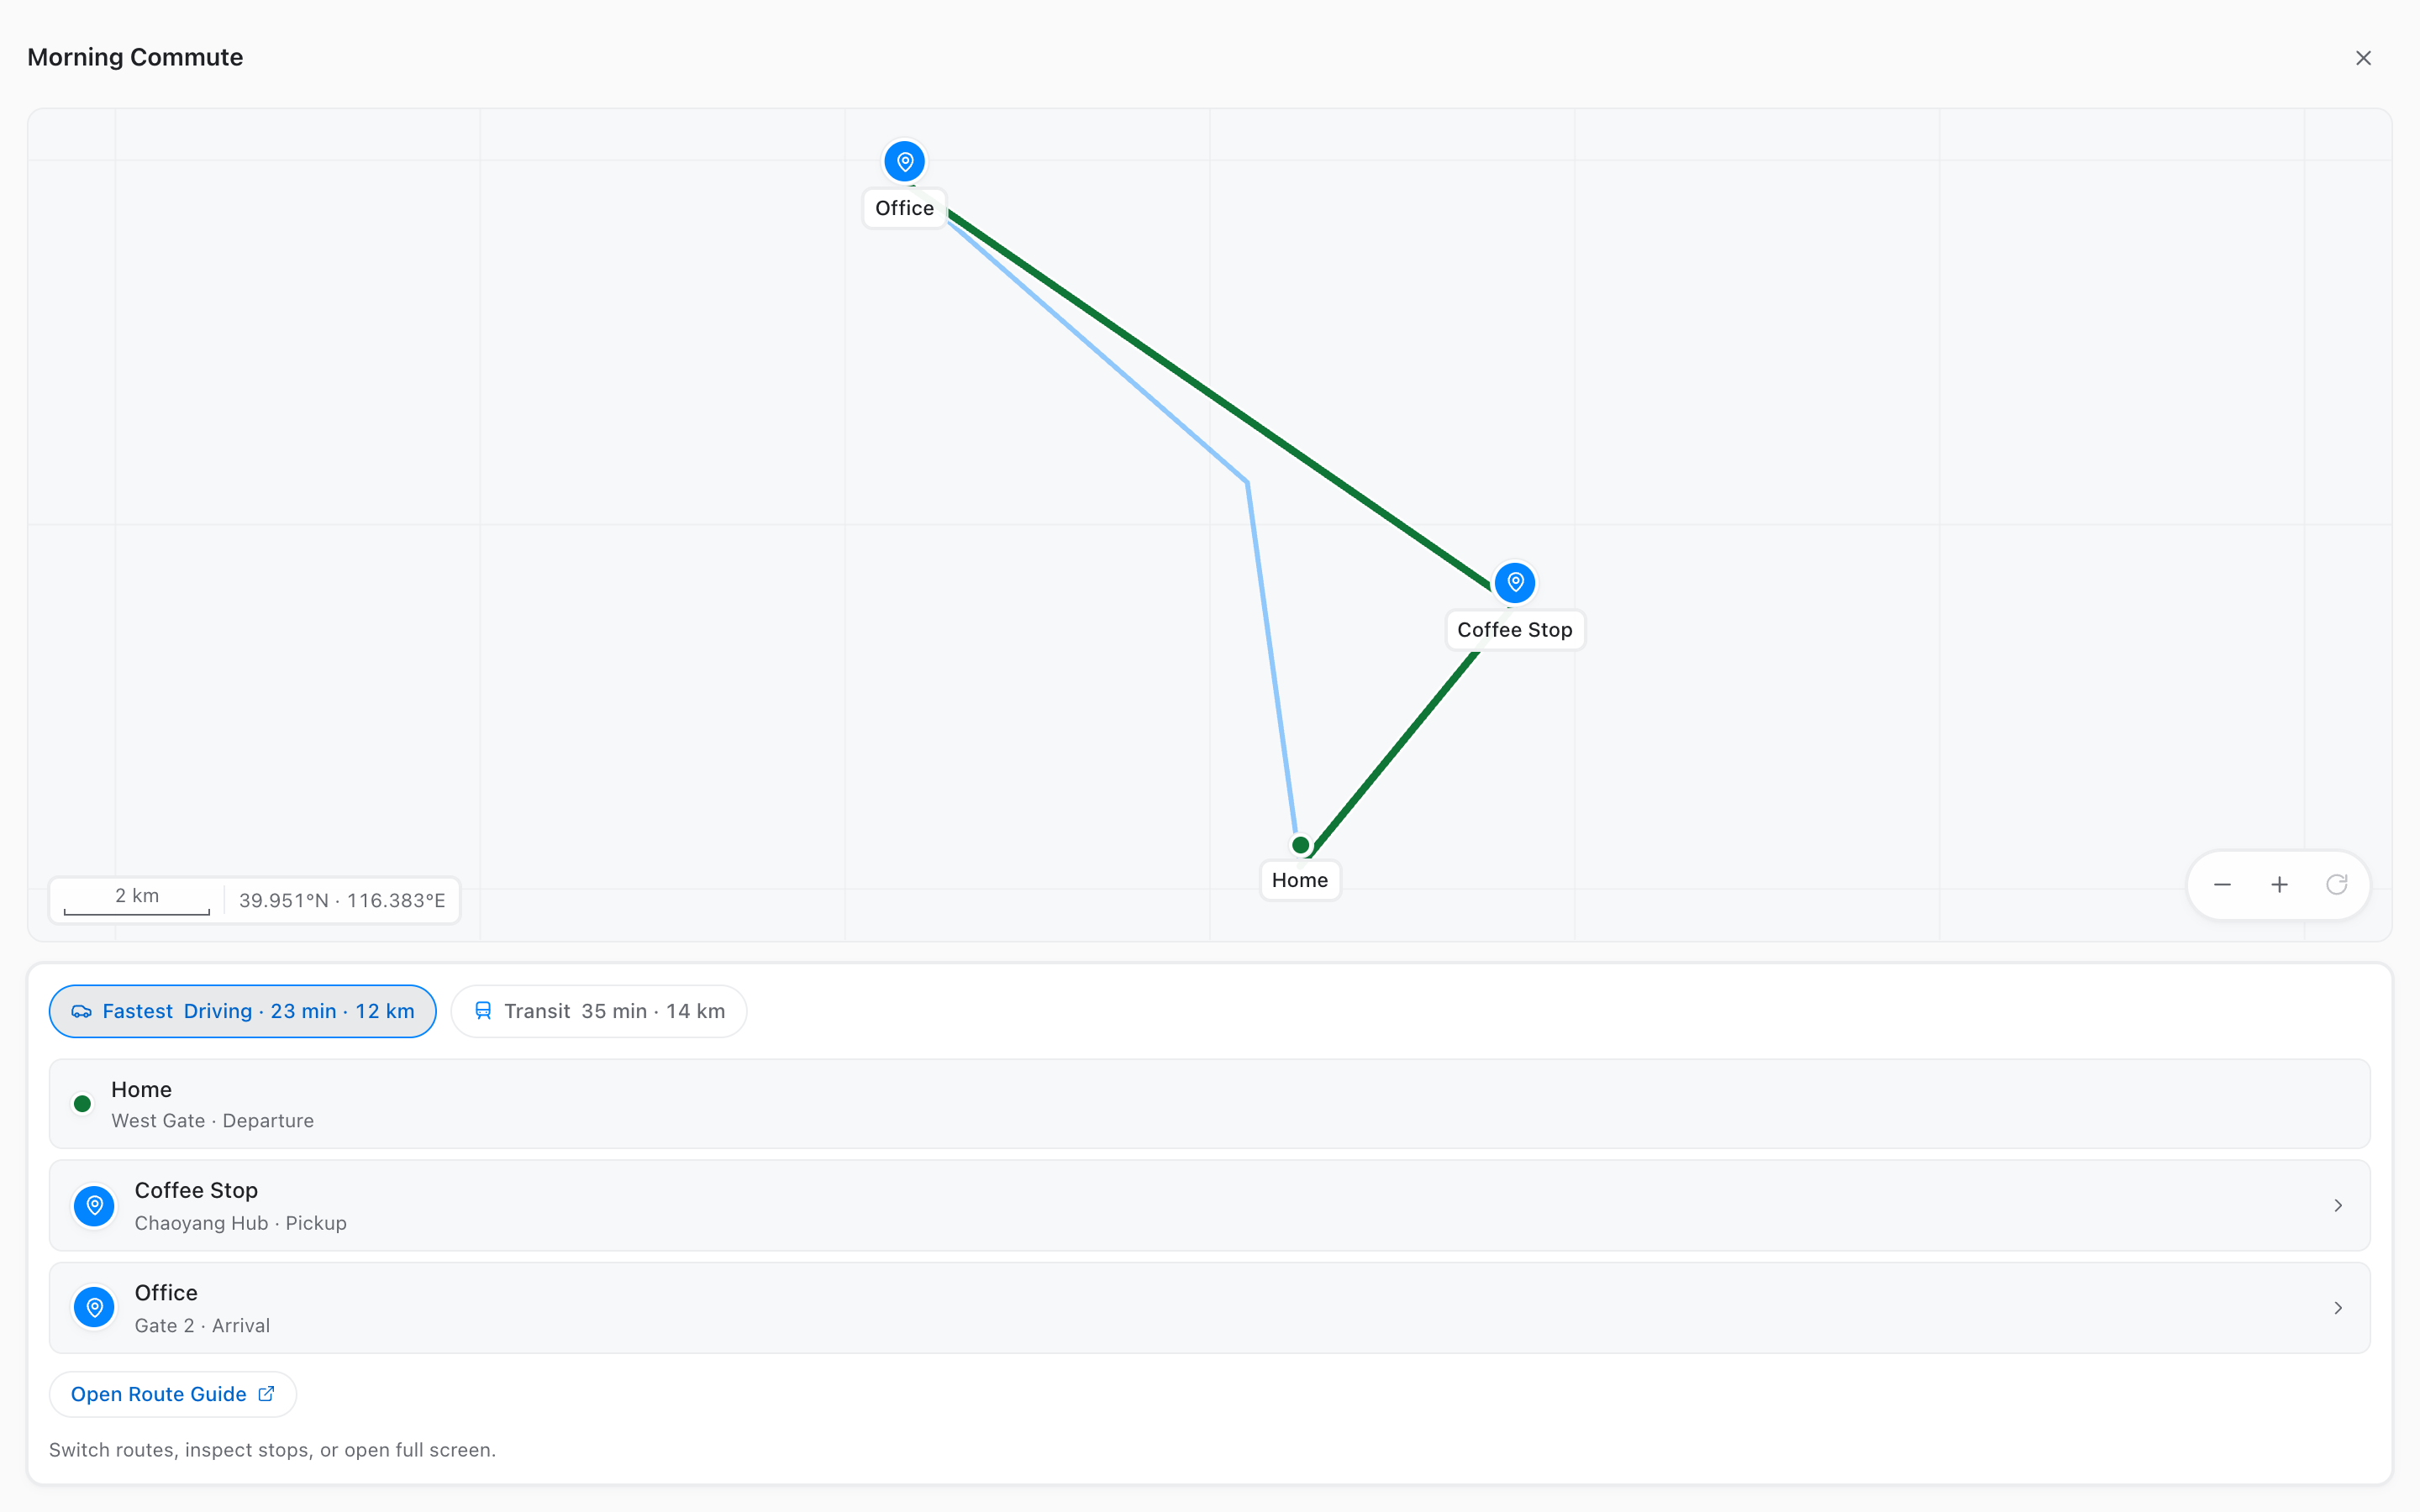 Morning Commute
Office
Coffee Stop
Home
2 km
39.951°N · 116.383°E
Fastest Driving · 23 min · 12 km
Transit 35 min · 14 km
Home
West Gate · Departure
Coffee Stop
Chaoyang Hub · Pickup
Office
Gate 2 · Arrival
Open Route Guide
Switch routes, inspect stops, or open full screen.